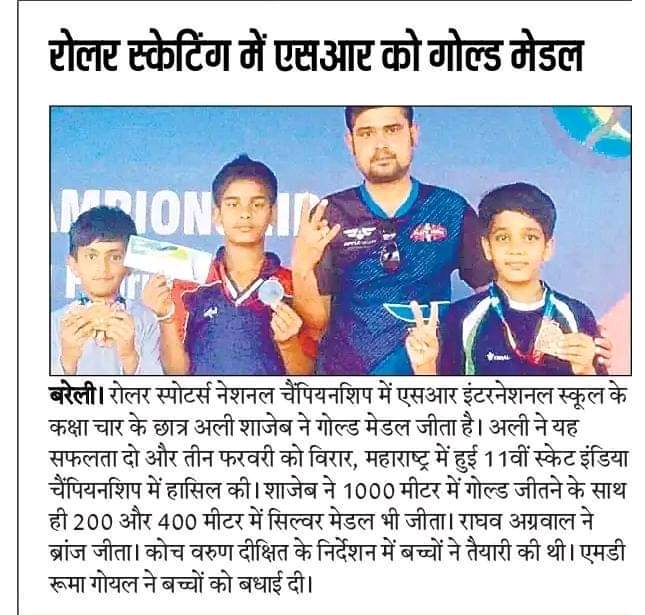 रोलर स्केटिंग में एसआर को गोल्ड मेडल
MPIONSHIP
बरेली। रोलर स्पोटर्स नेशनल चैंपियनशिप में एसआर इंटरनेशनल स्कूल के
कक्षा चार के छात्र अली शाजेब ने गोल्ड मेडल जीता है। अली ने यह
सफलता दो और तीन फरवरी को विरार, महाराष्ट्र में हुई 11वीं स्केट इंडिया
चैंपियनशिप में हासिल की। शाजेब ने 1000 मीटर में गोल्ड जीतने के साथ
ही 200 और 400 मीटर में सिल्वर मेडल भी जीता। राघव अग्रवाल ने
ब्रांज जीता। कोच वरुण दीक्षित के निर्देशन में बच्चों ने तैयारी की थी। एमडी
रूमा गोयल ने बच्चों को बधाई दी।